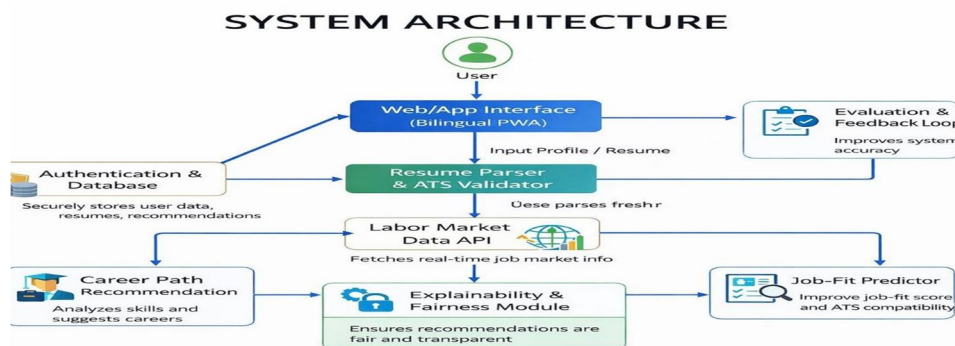 SYSTEM ARCHITECTURE
User
Web/App Interface
(Bilingual PWA)
Evaluation &
Feedback Loop
Improves system
accuracy
Input Profile / Resume
Authentication &
Database
Securely stores user data,
resumes, recommendations
Resume Parser
& ATS Validator
Üese parses freshr
Labor Market
Data API
Fetches real-time job market info
Career Path
Recommendation
Analyzes skills and
suggests careers
Explainability &
Fairness Module
Ensures recommendations are
fair and transparent
Job-Fit Predictor
Improve job-fit score
and ATS compatibility